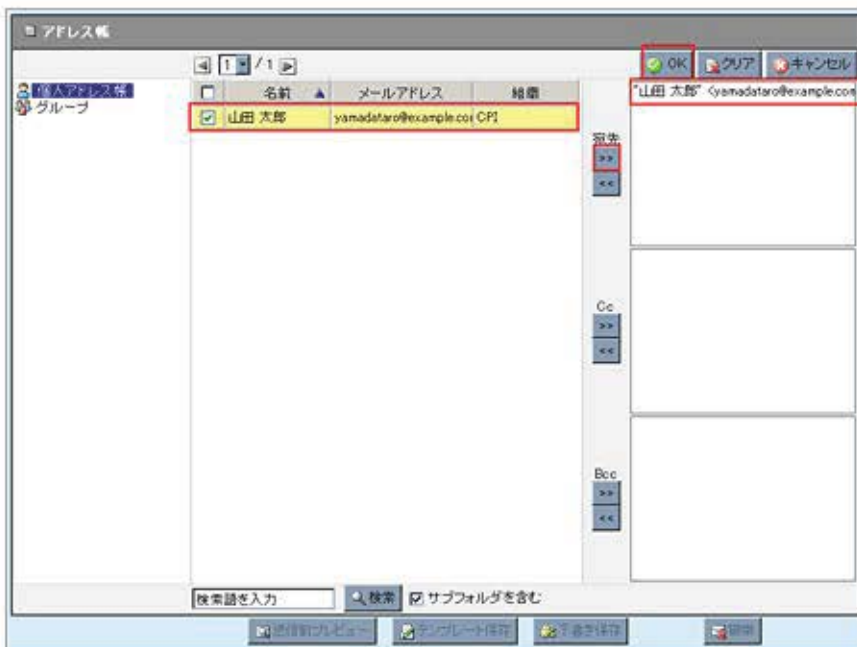 アドレス帳
1 / 1
OK クリア キャンセル
個人アドレス帳
グループ
名前 ▲ メールアドレス 組織
山田 太郎 yamadataro@example.co CPI
"山田 太郎" <yamadataro@example.com
宛先
>>
<<
Cc
>>
<<
Bcc
>>
<<
検索語を入力 検索 サブフォルダを含む
送信前プレビュー テンプレート保存 下書き保存 破棄